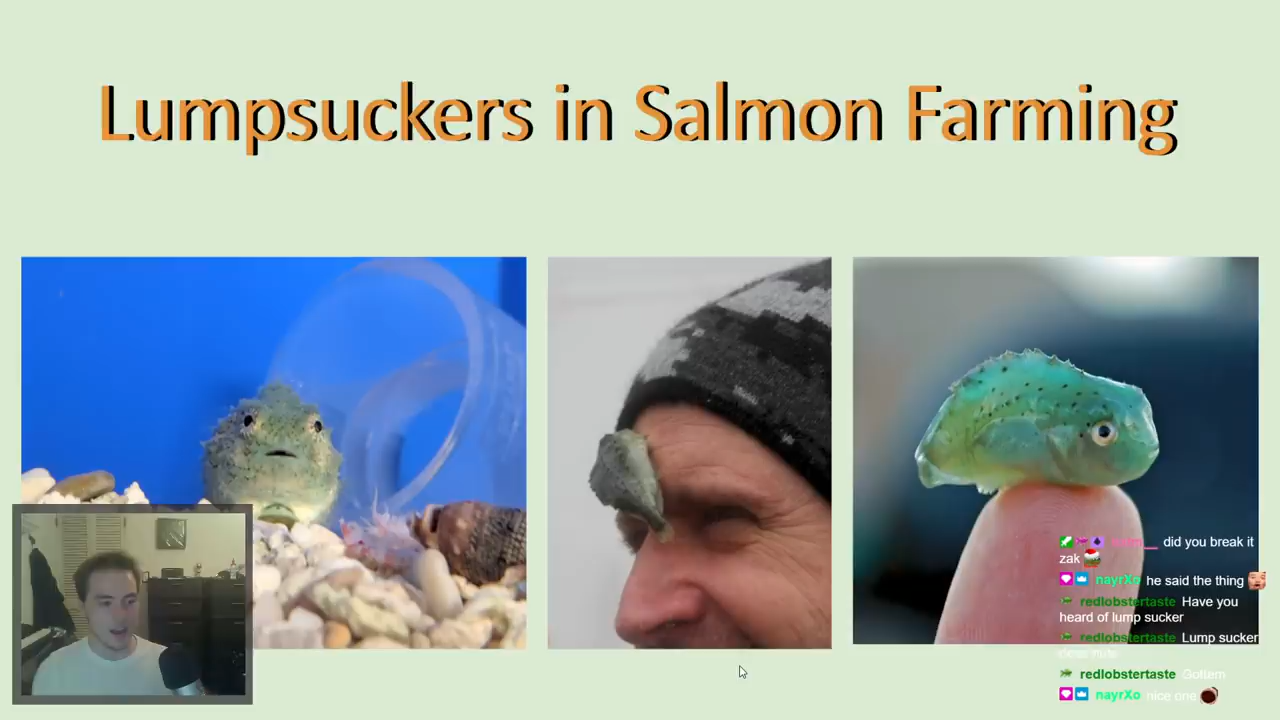 Lumpsuckers in Salmon Farming
did you break it
zak
nayrXo he said the thing
redlobstertaste Have you
heard of lump sucker
redlobstertaste Lump sucker
redlobstertaste Gottem
nayrXo nice one